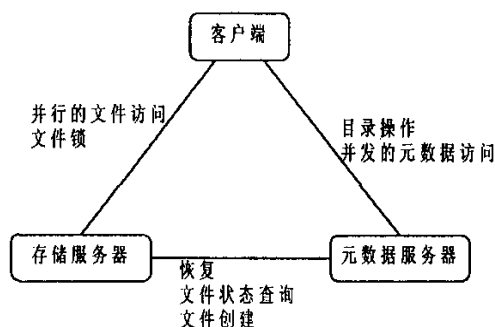 客户端
并行的文件访问
文件锁
目录操作
并发的元数据访问
存储服务器
元数据服务器
恢复
文件状态查询
文件创建